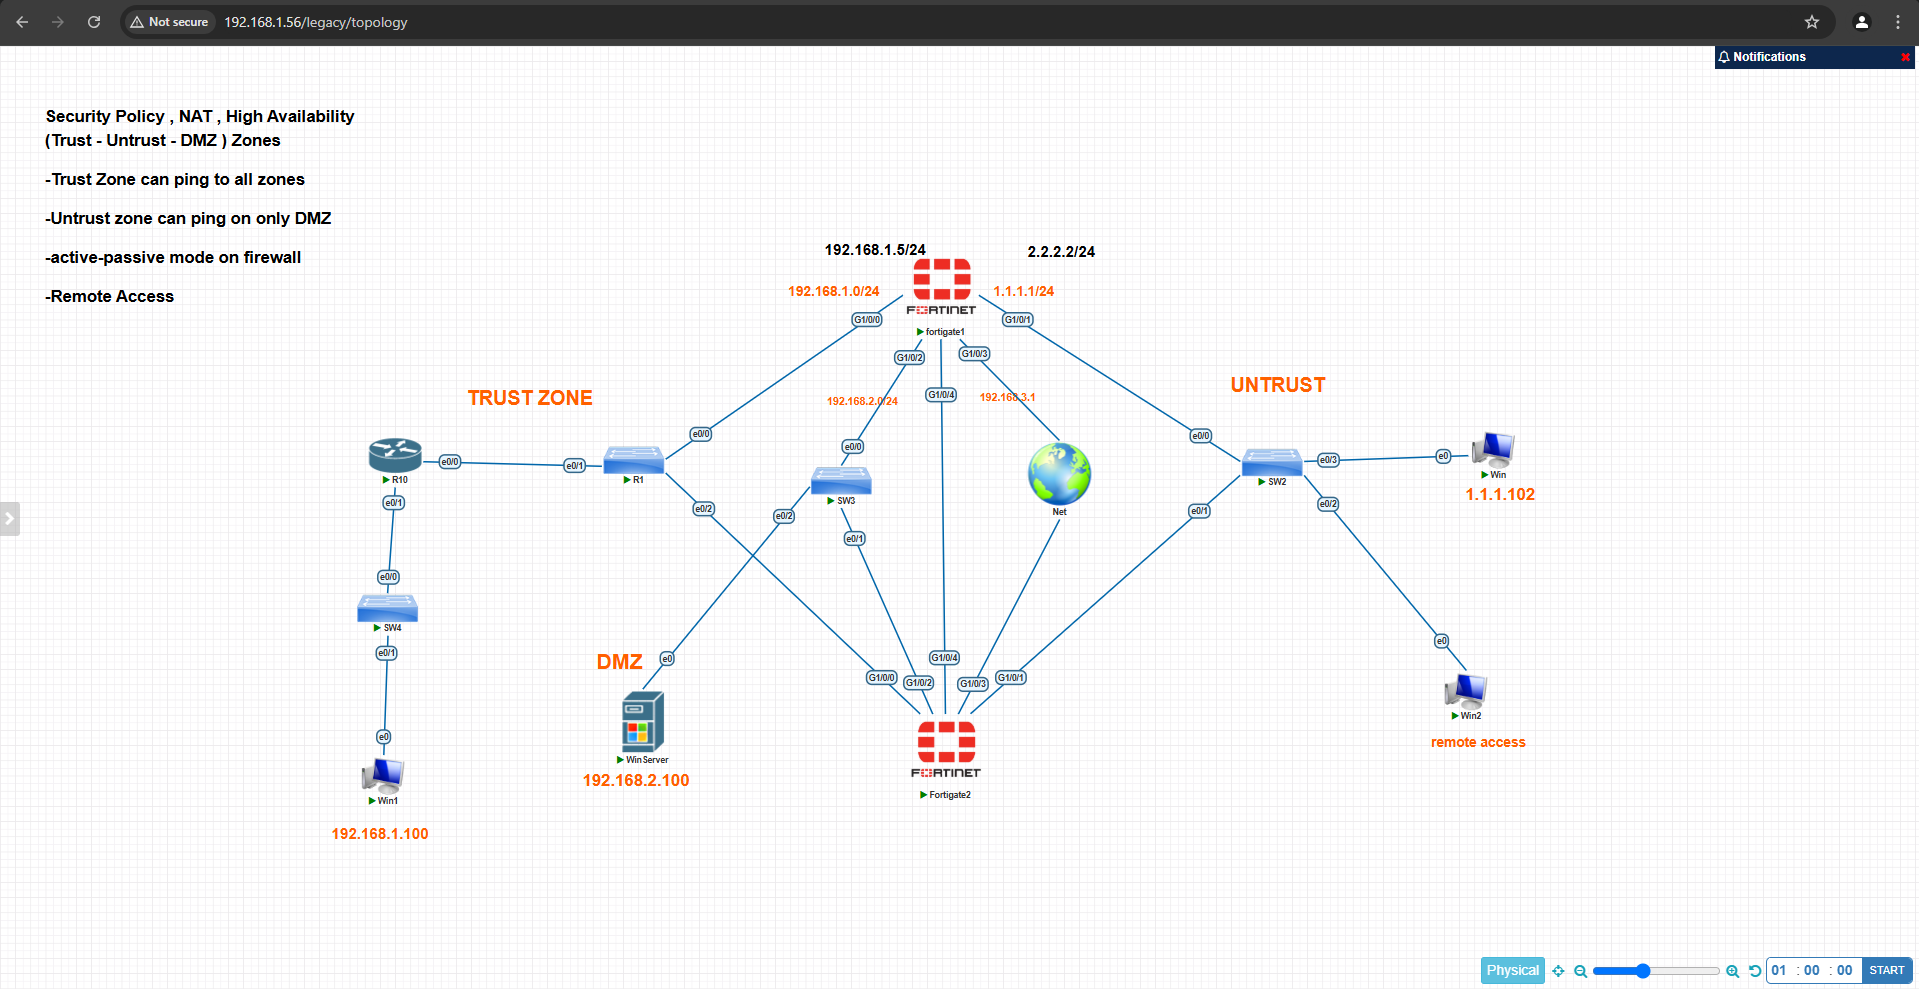 Not secure 192.168.1.56/legacy/topology
Notifications
Security Policy , NAT , High Availability
(Trust - Untrust - DMZ ) Zones
-Trust Zone can ping to all zones
-Untrust zone can ping on only DMZ
-active-passive mode on firewall
-Remote Access
192.168.1.5/24
2.2.2.2/24
192.168.1.0/24
1.1.1.1/24
FORTINET
fortigate1
G1/0/0
G1/0/1
G1/0/2
G1/0/3
G1/0/4
192.168.2.0/24
192.168.3.1
TRUST ZONE
UNTRUST
e0/0
e0/0
e0/0
R10
e0/0
e0/1
R1
SW3
Net
SW2
e0/3
e0
Win
1.1.1.102
e0/1
e0/2
e0/2
e0/1
e0/1
e0/2
e0/0
SW4
e0/1
DMZ
e0
e0
G1/0/0
G1/0/2
G1/0/4
G1/0/3
G1/0/1
Win2
remote access
e0
Win1
192.168.1.100
WinServer
192.168.2.100
FORTINET
Fortigate2
Physical
01 : 00 : 00 START